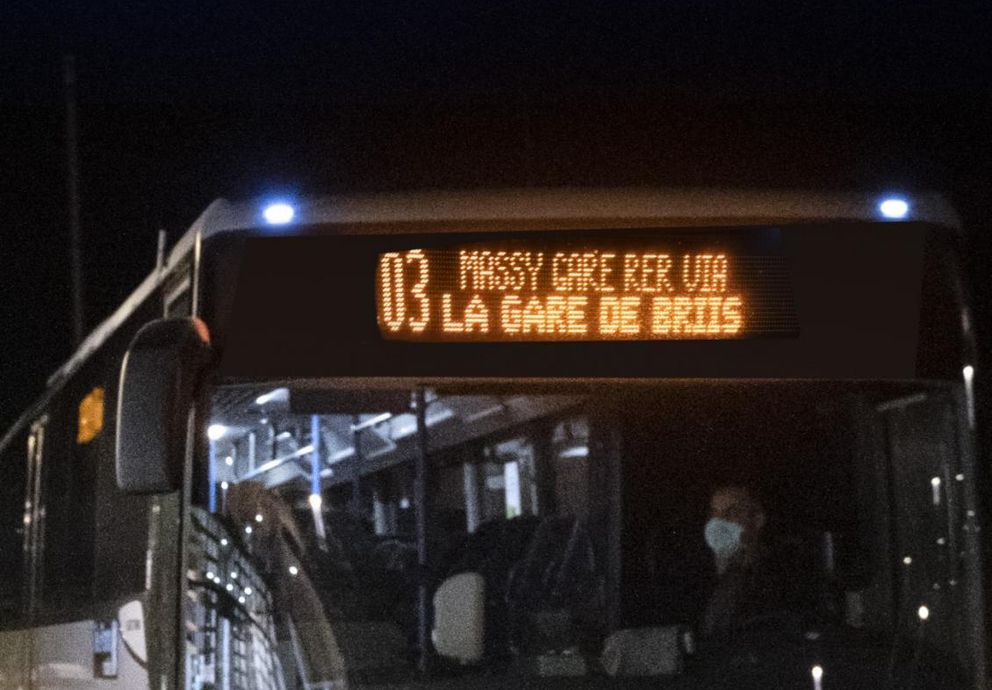 03 MASSY GARE RER VIA
LA GARE DE BRIIS